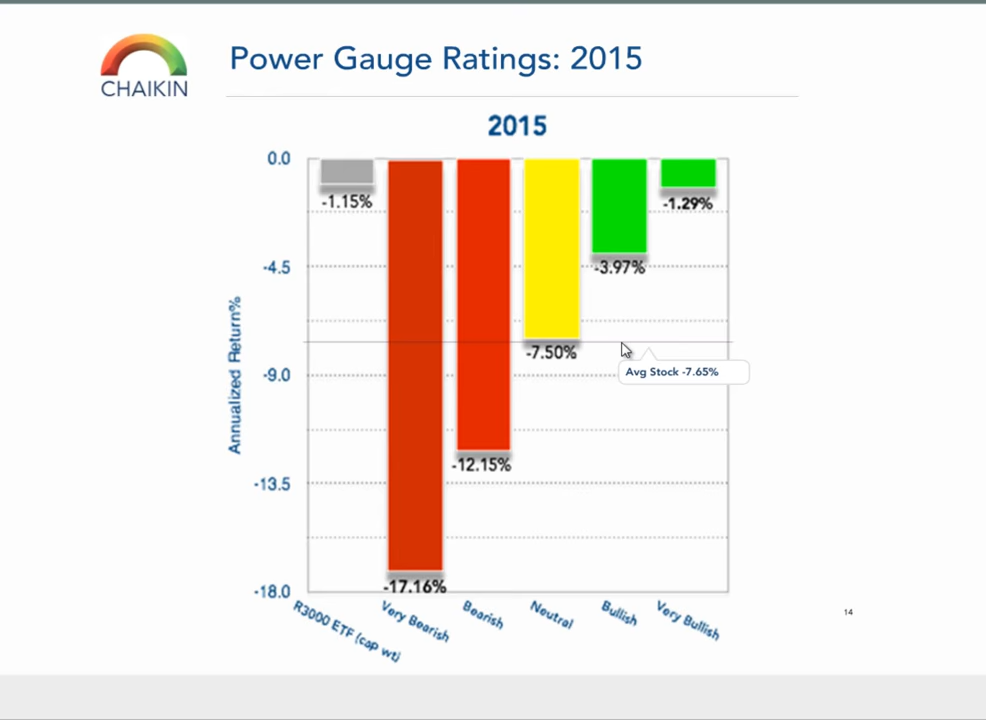 CHAIKIN
Power Gauge Ratings: 2015
2015
0.0
-4.5
-9.0
-13.5
-18.0
Annualized Return%
-1.15%
-17.16%
-12.15%
-7.50%
-3.97%
-1.29%
Avg Stock -7.65%
R3000 ETF (cap wt)
Very Bearish
Bearish
Neutral
Bullish
Very Bullish
14